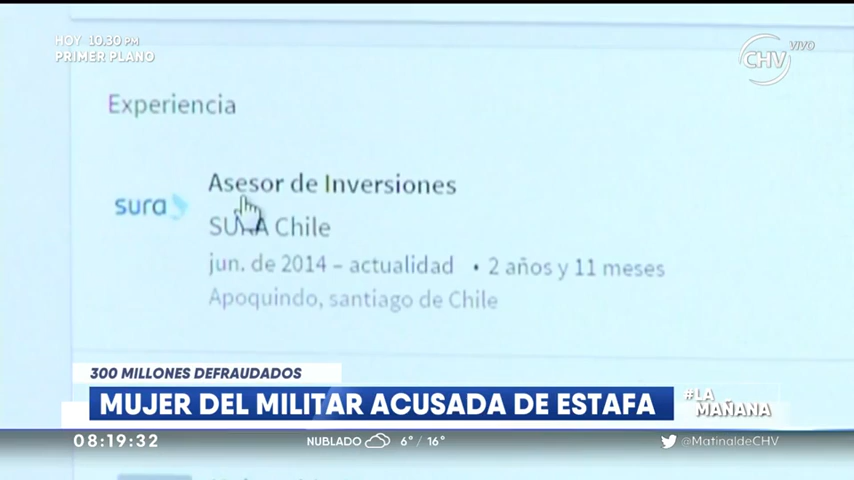 HOY 10:30 PM
PRIMER PLANO
CHV VIVO
Experiencia
sura
Asesor de Inversiones
SURA Chile
jun. de 2014 – actualidad • 2 años y 11 meses
Apoquindo, santiago de Chile
300 MILLONES DEFRAUDADOS
MUJER DEL MILITAR ACUSADA DE ESTAFA
#LA
MAÑANA
08:19:32
NUBLADO 6° / 16°
@MatinaldeCHV